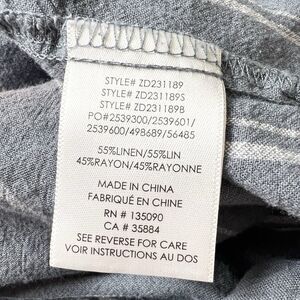 STYLE# ZD231189
STYLE# ZD231189S
STYLE# ZD231189B
PO#2539300/2539601/
2539600/498689/56485
55%LINEN/55%LIN
45%RAYON/45%RAYONNE
MADE IN CHINA
FABRIQUÉ EN CHINE
RN # 135090
CA # 35884
SEE REVERSE FOR CARE
VOIR INSTRUCTIONS AU DOS